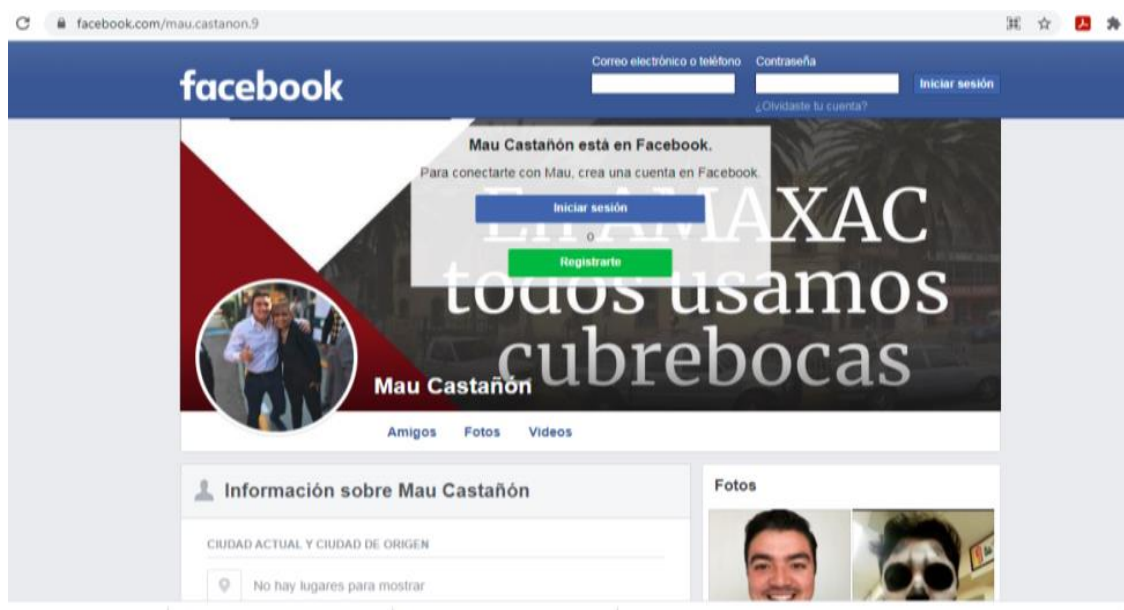 facebook.com/mau.castanon.9
facebook
Correo electrónico o teléfono
Contraseña
Iniciar sesión
¿Olvidaste tu cuenta?
Mau Castañón está en Facebook.
Para conectarte con Mau, crea una cuenta en Facebook.
Iniciar sesión
o
Registrarte
En AMAXAC
todos usamos
cubrebocas
Mau Castañón
Amigos
Fotos
Videos
Información sobre Mau Castañón
CIUDAD ACTUAL Y CIUDAD DE ORIGEN
No hay lugares para mostrar
Fotos